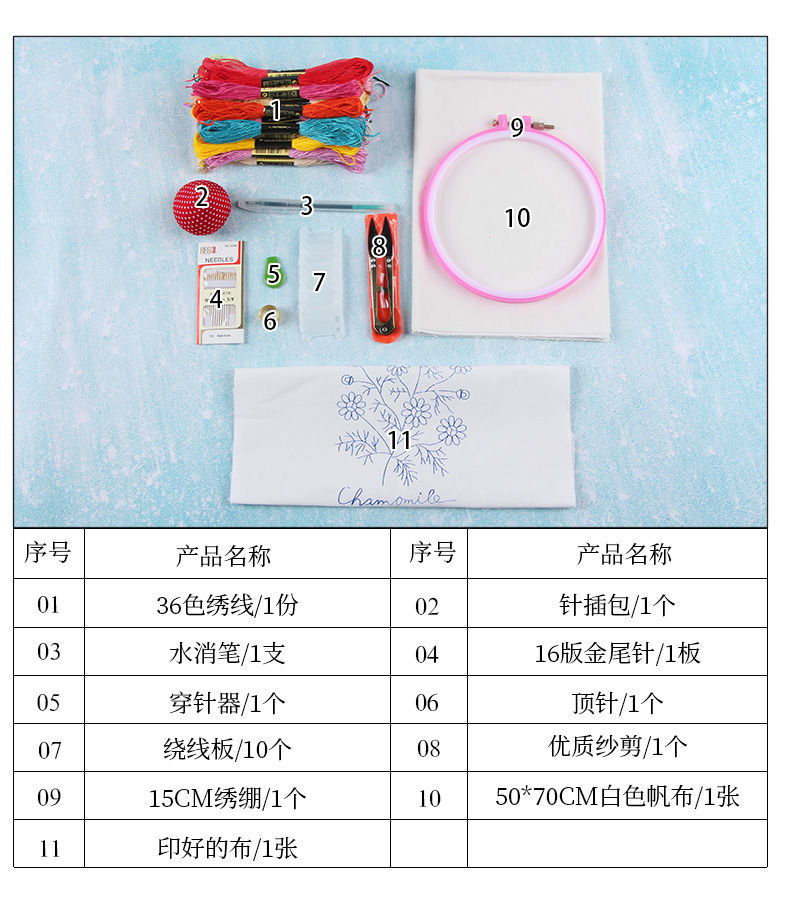 1
2
3
9
10
8
NEEDLES
4
5
7
6
11
Chamomile
序号 产品名称 序号 产品名称
01 36色绣线/1份 02 针插包/1个
03 水消笔/1支 04 16版金尾针/1板
05 穿针器/1个 06 顶针/1个
07 绕线板/10个 08 优质纱剪/1个
09 15CM绣绷/1个 10 50*70CM白色帆布/1张
11 印好的布/1张